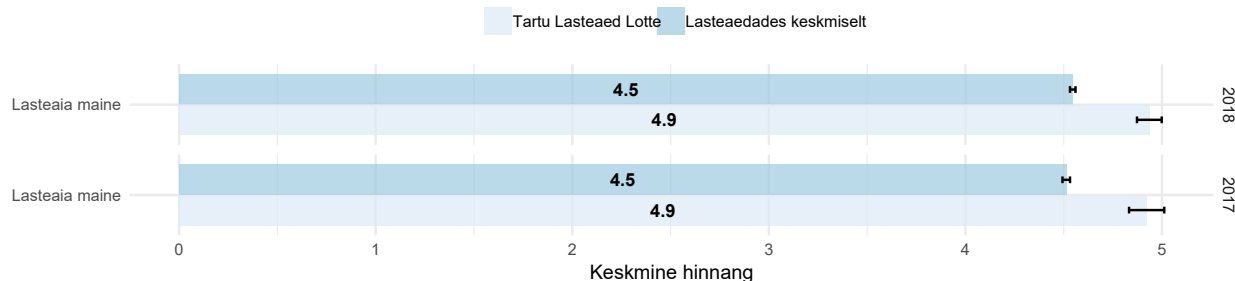 Tartu Lasteaed Lotte
Lasteaedades keskmiselt
Lasteaia maine
4.5
4.9
2018
Lasteaia maine
4.5
4.9
2017
0 1 2 3 4 5
Keskmine hinnang